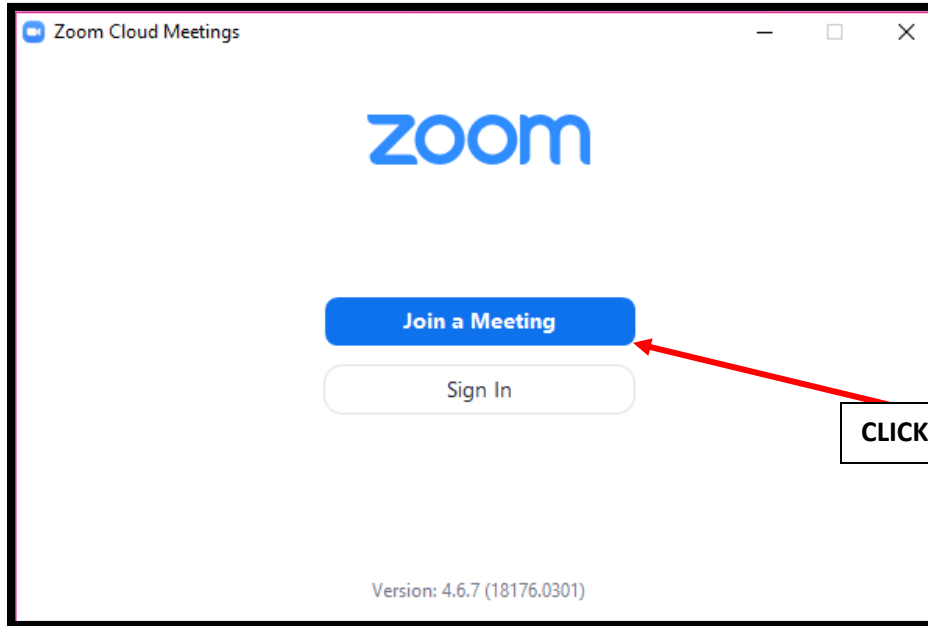 Zoom Cloud Meetings
zoom
Join a Meeting
Sign In
CLICK
Version: 4.6.7 (18176.0301)